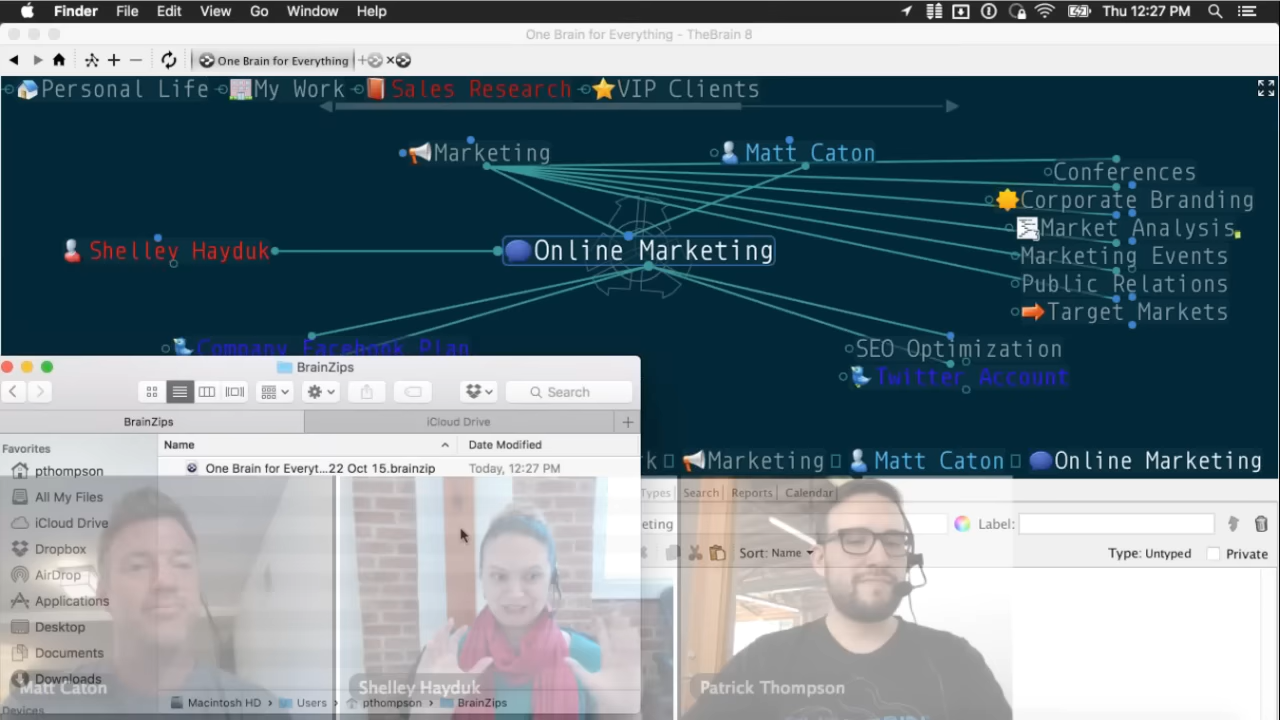 Finder File Edit View Go Window Help Thu 12:27 PM
One Brain for Everything - TheBrain 8
One Brain for Everything
Personal Life My Work Sales Research VIP Clients
Marketing Matt Caton
Conferences
Corporate Branding
Market Analysis
Shelley Hayduk Online Marketing
Marketing Events
Public Relations
Target Markets
Company Facebook Plan SEO Optimization
Twitter Account
BrainZips
Search
BrainZips iCloud Drive
Favorites Name Date Modified
Marketing Matt Caton Online Marketing
pthompson One Brain for Everyt...22 Oct 15.brainzip Today, 12:27 PM
Types Search Reports Calendar
All My Files
iCloud Drive eting Label:
Dropbox Sort: Name Type: Untyped Private
AirDrop
Applications
Desktop
Documents
Downloads
Matt Caton Shelley Hayduk Patrick Thompson
Macintosh HD Users pthompson BrainZips
Devices